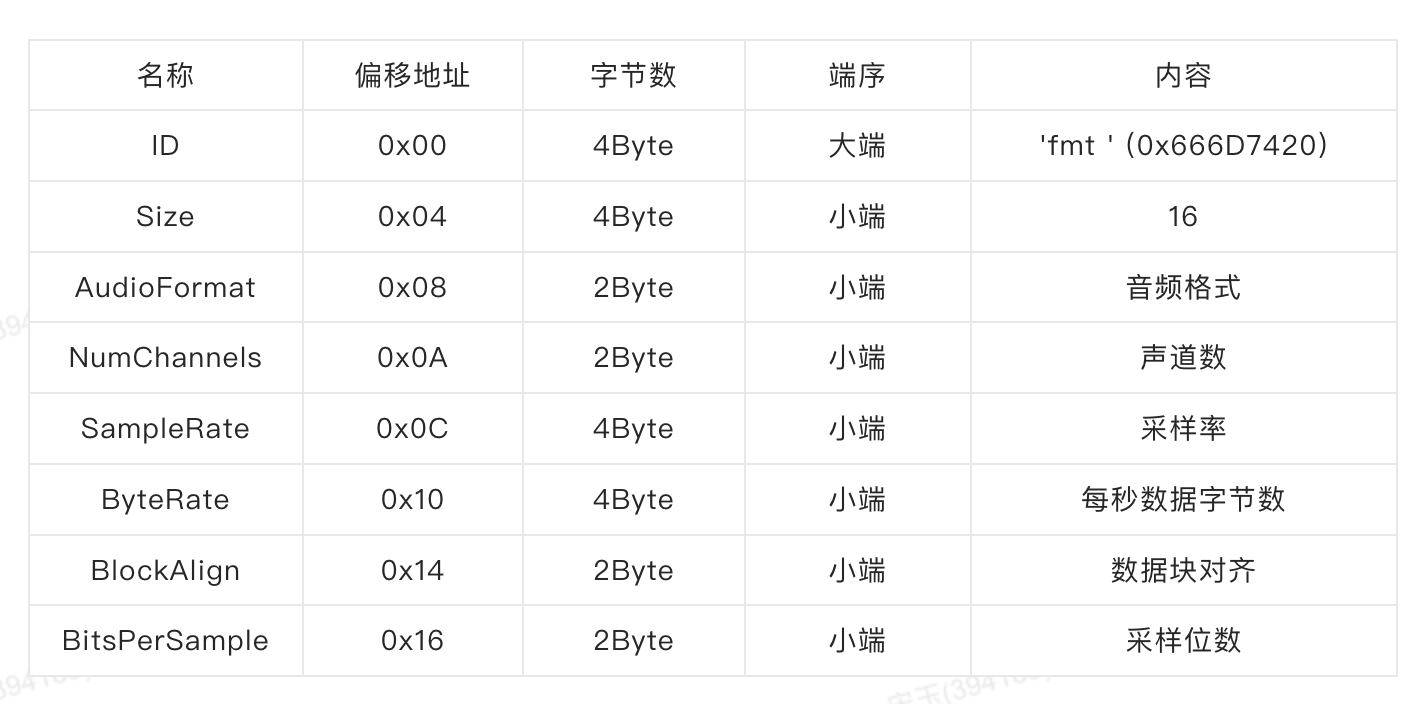 名称 偏移地址 字节数 端序 内容
ID 0x00 4Byte 大端 'fmt ' (0x666D7420)
Size 0x04 4Byte 小端 16
AudioFormat 0x08 2Byte 小端 音频格式
NumChannels 0x0A 2Byte 小端 声道数
SampleRate 0x0C 4Byte 小端 采样率
ByteRate 0x10 4Byte 小端 每秒数据字节数
BlockAlign 0x14 2Byte 小端 数据块对齐
BitsPerSample 0x16 2Byte 小端 采样位数